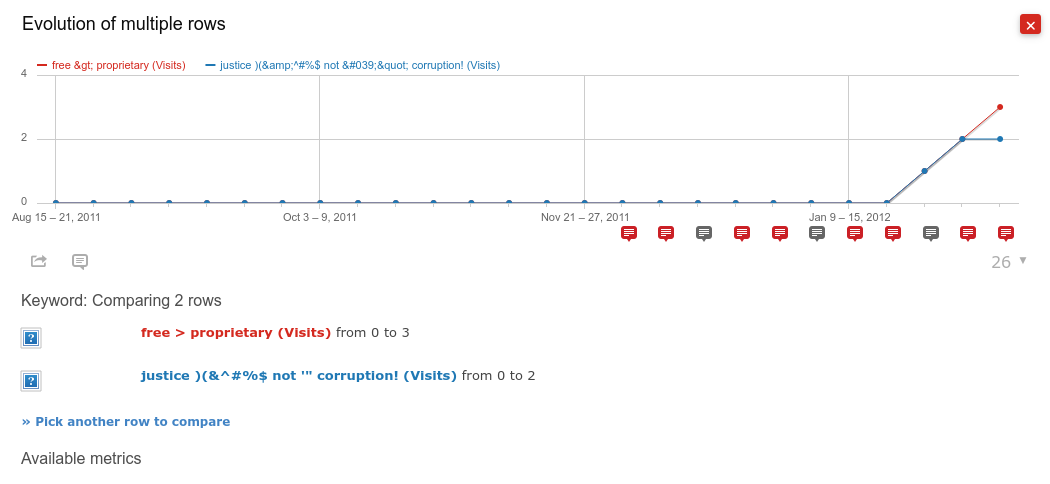 Evolution of multiple rows
free &gt; proprietary (Visits) justice )(&amp;^#%$ not &#039;&quot; corruption! (Visits)
4
2
0
Aug 15 – 21, 2011 Oct 3 – 9, 2011 Nov 21 – 27, 2011 Jan 9 – 15, 2012
26
Keyword: Comparing 2 rows
? free > proprietary (Visits) from 0 to 3
? justice )(&^#%$ not '" corruption! (Visits) from 0 to 2
» Pick another row to compare
Available metrics